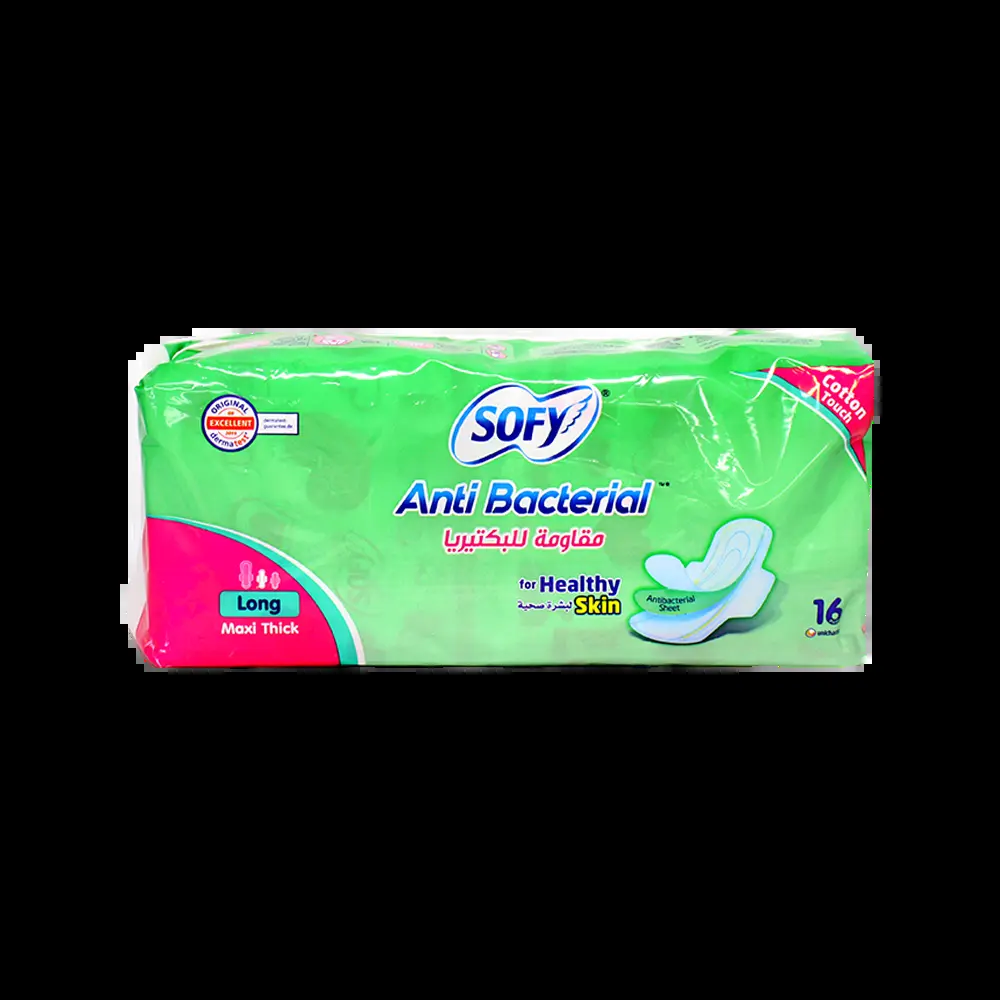 Cotton
Touch
ORIGINAL
EXCELLENT
dermatest
SOFY®
Anti Bacterial™
مقاومة للبكتيريا
for Healthy
لبشرة صحية Skin
Antibacterial
Sheet
Long
Maxi Thick
16